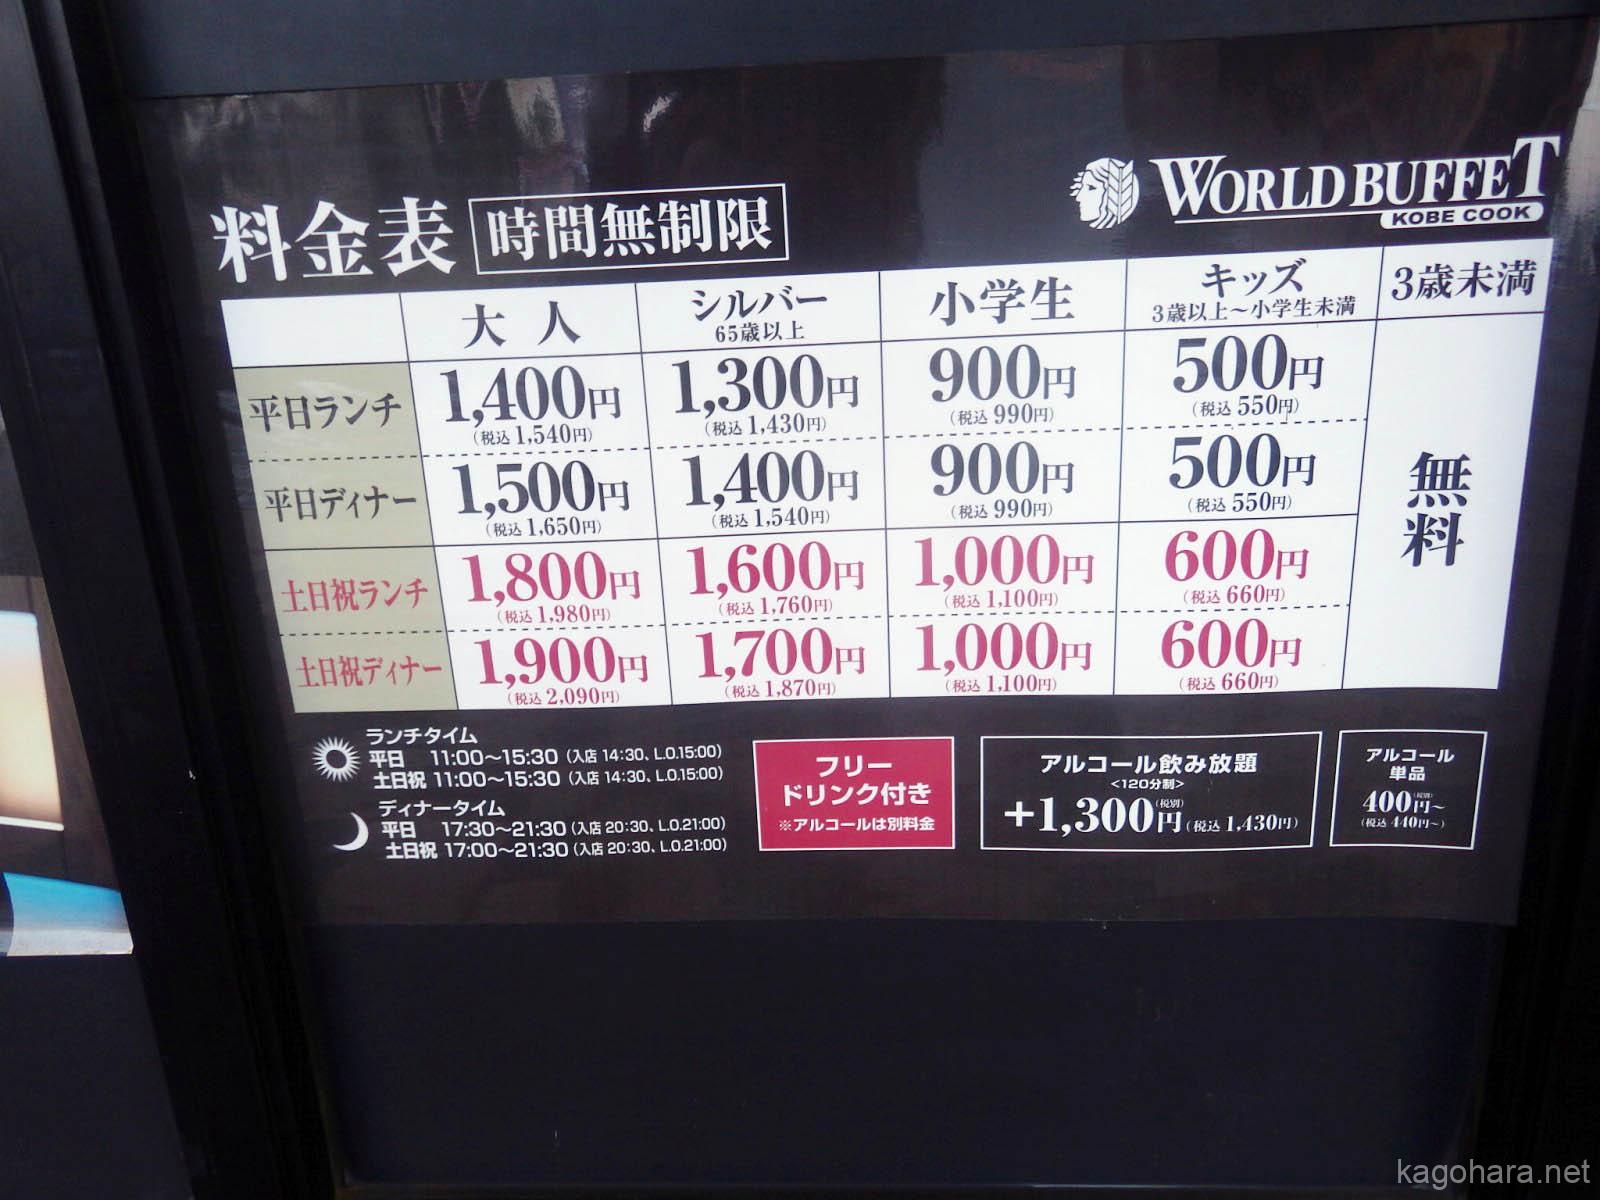 WORLD BUFFET
KOBE COOK
料金表 時間無制限
大人 シルバー 65歳以上 小学生 キッズ 3歳以上〜小学生未満 3歳未満
平日ランチ 1,400円 (税込 1,540円) 1,300円 (税込 1,430円) 900円 (税込 990円) 500円 (税込 550円) 無料
平日ディナー 1,500円 (税込 1,650円) 1,400円 (税込 1,540円) 900円 (税込 990円) 500円 (税込 550円)
土日祝ランチ 1,800円 (税込 1,980円) 1,600円 (税込 1,760円) 1,000円 (税込 1,100円) 600円 (税込 660円)
土日祝ディナー 1,900円 (税込 2,090円) 1,700円 (税込 1,870円) 1,000円 (税込 1,100円) 600円 (税込 660円)
ランチタイム
平日 11:00〜15:30 (入店 14:30、L.O.15:00)
土日祝 11:00〜15:30 (入店 14:30、L.O.15:00)
ディナータイム
平日 17:30〜21:30 (入店 20:30、L.O.21:00)
土日祝 17:00〜21:30 (入店 20:30、L.O.21:00)
フリー
ドリンク付き
※アルコールは別料金
アルコール飲み放題
<120分制>
+1,300円(税別) (税込 1,430円)
アルコール
単品
400円(税別)〜
(税込 440円〜)
kagohara.net